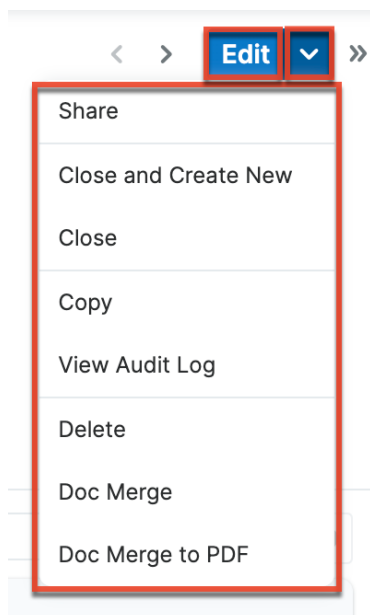 Edit
Share
Close and Create New
Close
Copy
View Audit Log
Delete
Doc Merge
Doc Merge to PDF